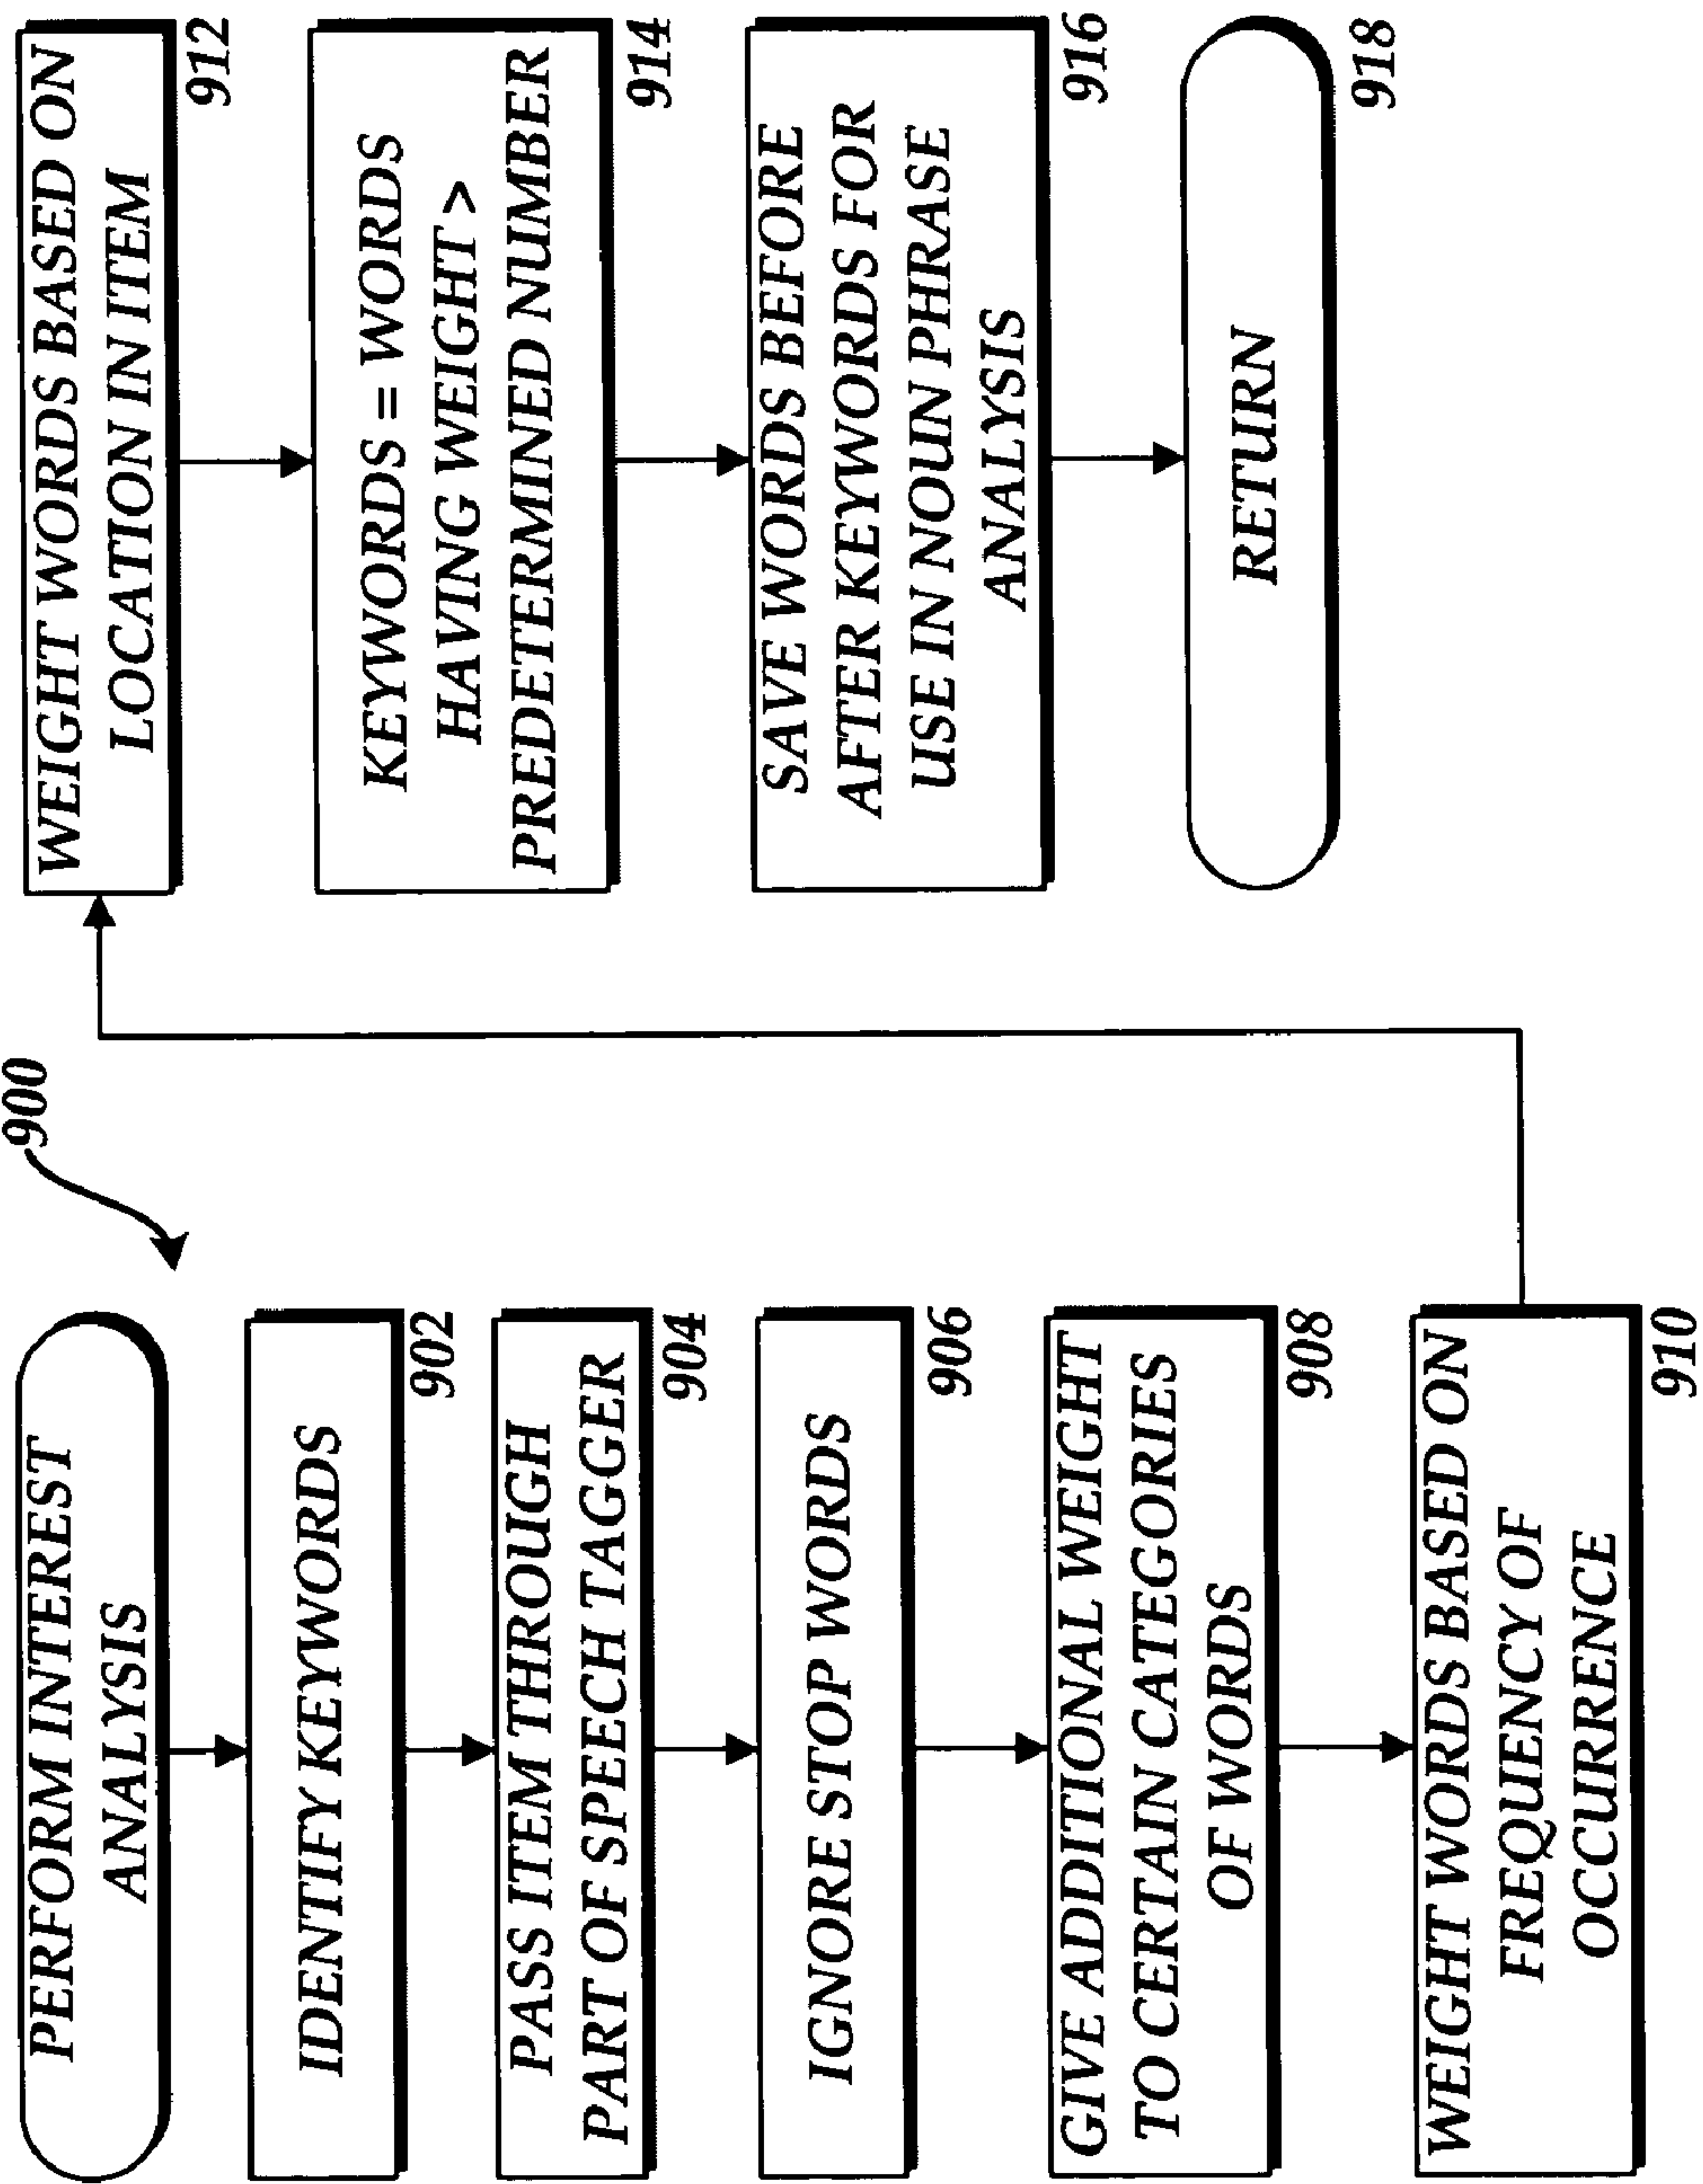 900
PERFORM INTEREST
ANALYSIS
IDENTIFY KEYWORDS
902
PASS ITEM THROUGH
PART OF SPEECH TAGGER
904
IGNORE STOP WORDS
906
GIVE ADDITIONAL WEIGHT
TO CERTAIN CATEGORIES
OF WORDS
908
WEIGHT WORDS BASED ON
FREQUENCY OF
OCCURRENCE
910
WEIGHT WORDS BASED ON
LOCATION IN ITEM
912
KEYWORDS = WORDS
HAVING WEIGHT >
PREDETERMINED NUMBER
914
SAVE WORDS BEFORE
AFTER KEYWORDS FOR
USE IN NOUN PHRASE
ANALYSIS
916
RETURN
918